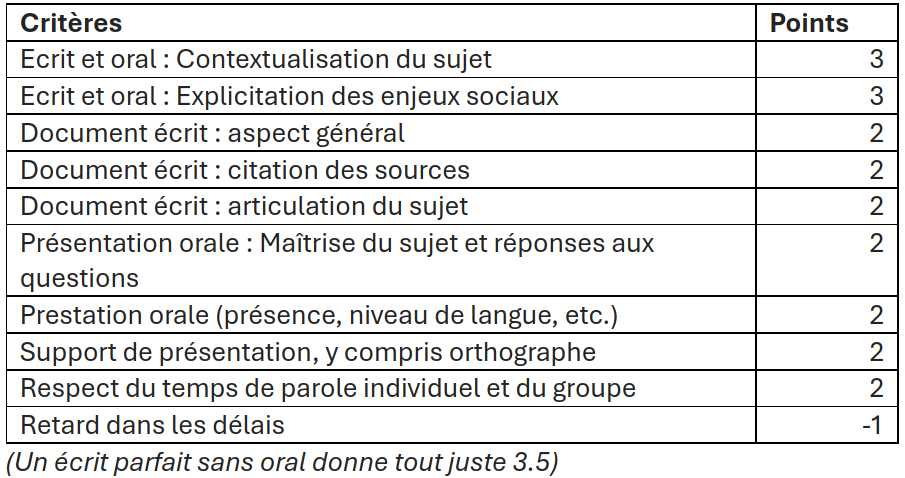 Critères Points
Ecrit et oral : Contextualisation du sujet 3
Ecrit et oral : Explicitation des enjeux sociaux 3
Document écrit : aspect général 2
Document écrit : citation des sources 2
Document écrit : articulation du sujet 2
Présentation orale : Maîtrise du sujet et réponses aux 2
questions
Prestation orale (présence, niveau de langue, etc.) 2
Support de présentation, y compris orthographe 2
Respect du temps de parole individuel et du groupe 2
Retard dans les délais -1
(Un écrit parfait sans oral donne tout juste 3.5)